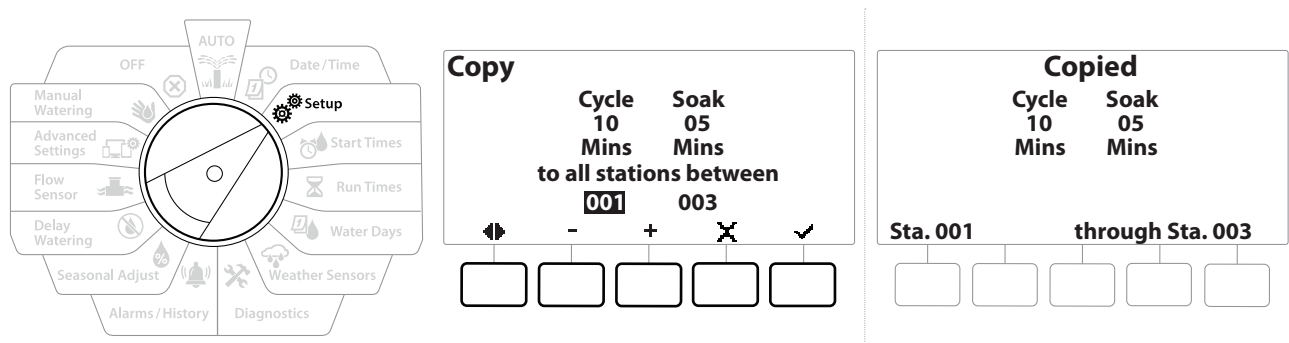 AUTO
OFF
Date/Time
Manual
Watering
Setup
Advanced
Settings
Start Times
Flow
Sensor
Run Times
Delay
Watering
Water Days
Seasonal Adjust
Weather Sensors
Alarms/History
Diagnostics
Copy
Cycle Soak
10 05
Mins Mins
to all stations between
001 003
- +
Copied
Cycle Soak
10 05
Mins Mins
Sta. 001 through Sta. 003